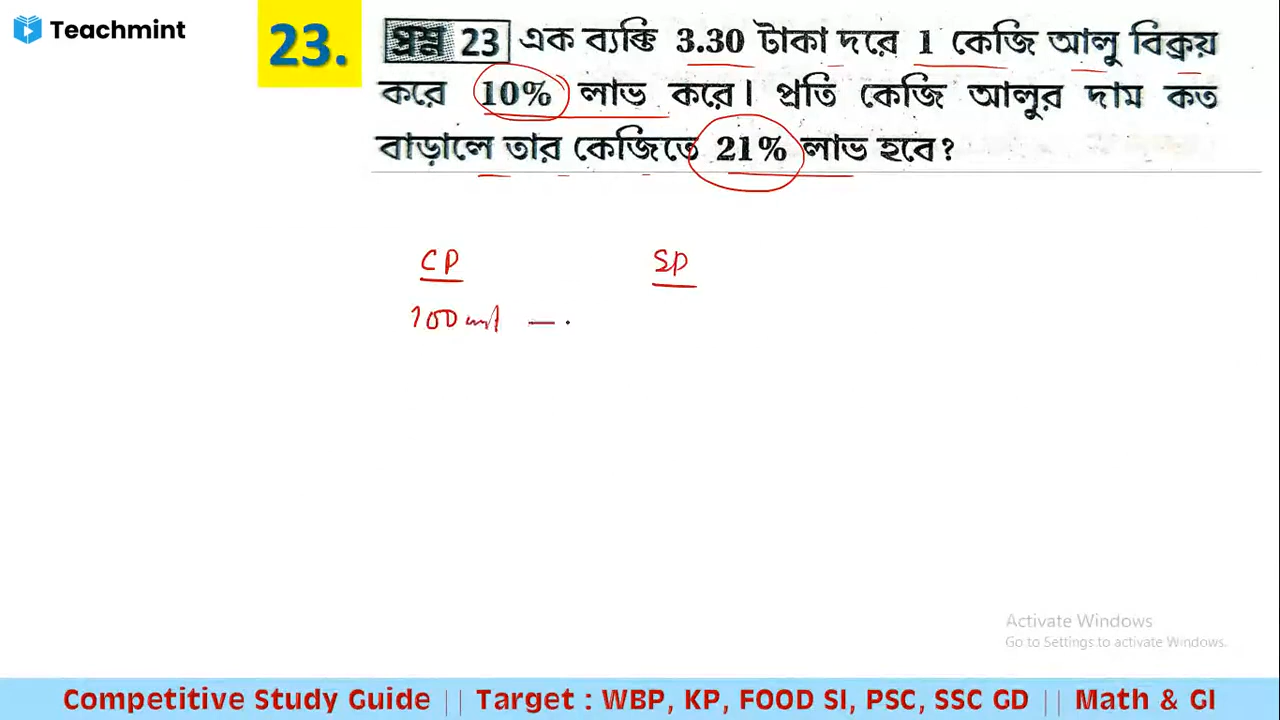 Teachmint
23.
প্রশ্ন 23 এক ব্যক্তি 3.30 টাকা দরে 1 কেজি আলু বিক্রয়
করে 10% লাভ করে। প্রতি কেজি আলুর দাম কত
বাড়ালে তার কেজিতে 21% লাভ হবে?
CP SP
100 —
Activate Windows
Go to Settings to activate Windows.
Competitive Study Guide || Target : WBP, KP, FOOD SI, PSC, SSC GD || Math & GI